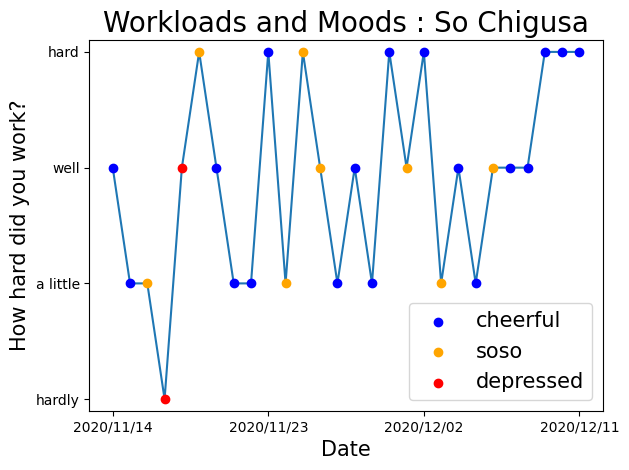 Workloads and Moods : So Chigusa
How hard did you work?
hard
well
a little
hardly
cheerful
soso
depressed
2020/11/14
2020/11/23
2020/12/02
2020/12/11
Date